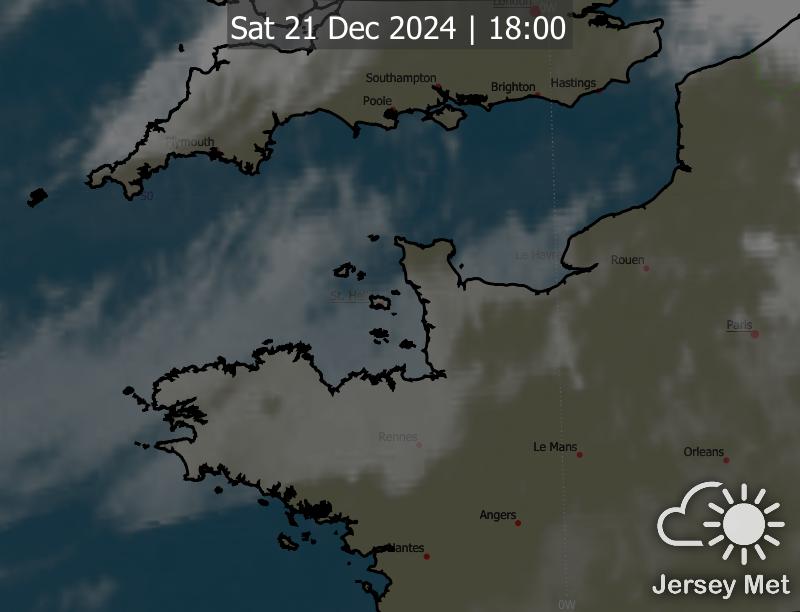 London
0W
Sat 21 Dec 2024 | 18:00
Southampton
Brighton
Hastings
Poole
Plymouth
50
Le Havre
Rouen
St. Helier
Paris
Rennes
Le Mans
Orleans
Angers
Nantes
Jersey Met
0W